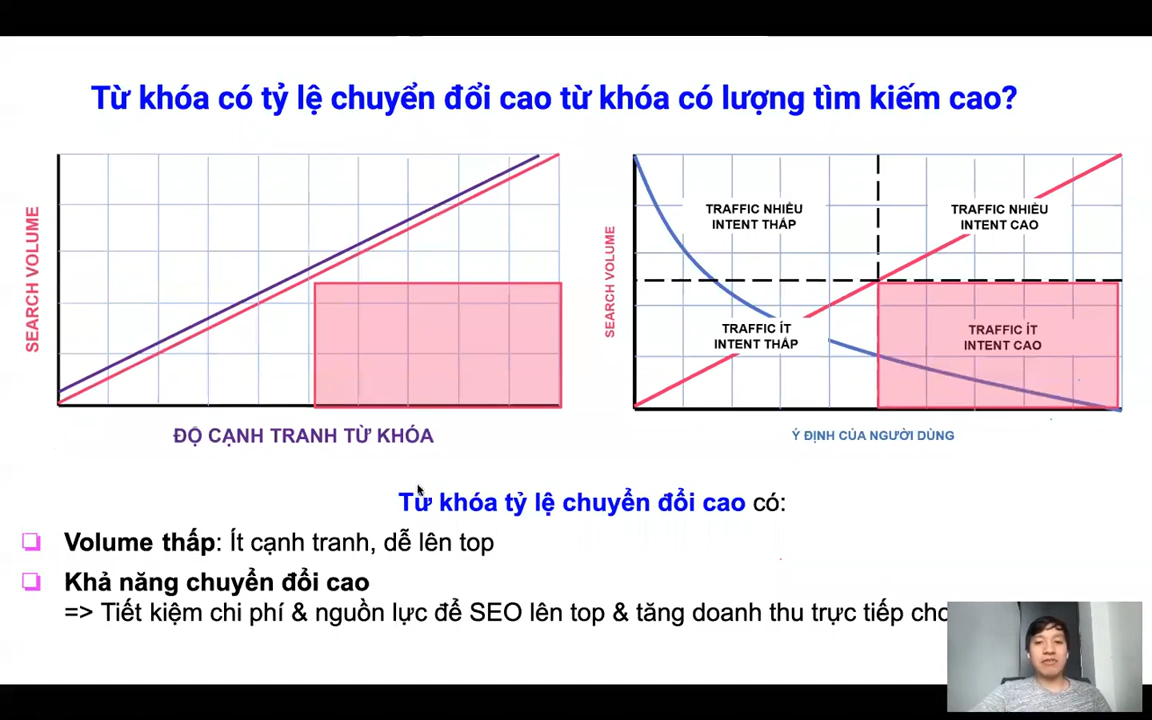 Từ khóa có tỷ lệ chuyển đổi cao từ khóa có lượng tìm kiếm cao?
SEARCH VOLUME
ĐỘ CẠNH TRANH TỪ KHÓA
SEARCH VOLUME
TRAFFIC NHIỀU
INTENT THẤP
TRAFFIC NHIỀU
INTENT CAO
TRAFFIC ÍT
INTENT THẤP
TRAFFIC ÍT
INTENT CAO
Ý ĐỊNH CỦA NGƯỜI DÙNG
Từ khóa tỷ lệ chuyển đổi cao có:
Volume thấp: Ít cạnh tranh, dễ lên top
Khả năng chuyển đổi cao
=> Tiết kiệm chi phí & nguồn lực để SEO lên top & tăng doanh thu trực tiếp cho